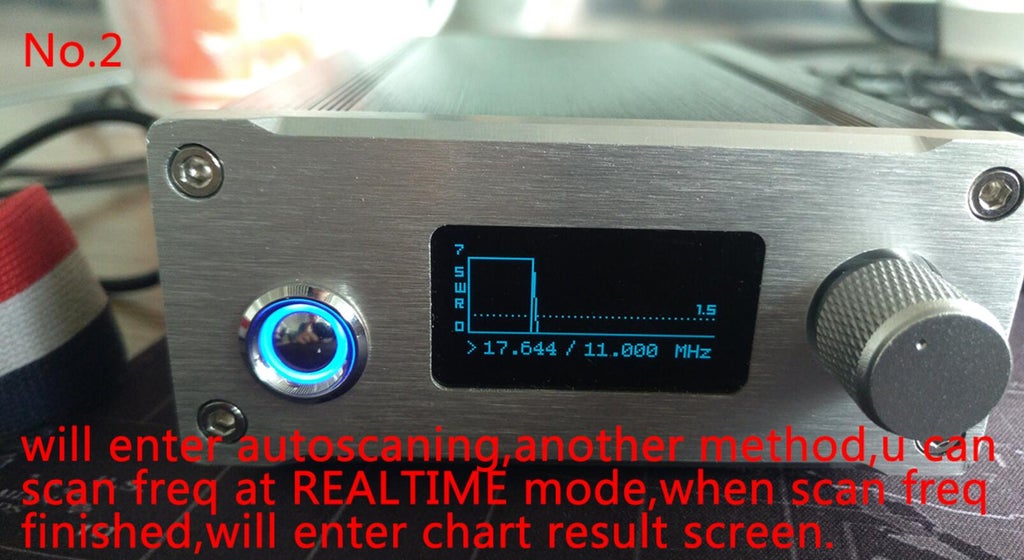 No.2
7
S
W
R
0
1.5
>17.644 / 11.000 MHz
will enter autoscaning,another method,u can
scan freq at REALTIME mode,when scan freq
finished,will enter chart result screen.